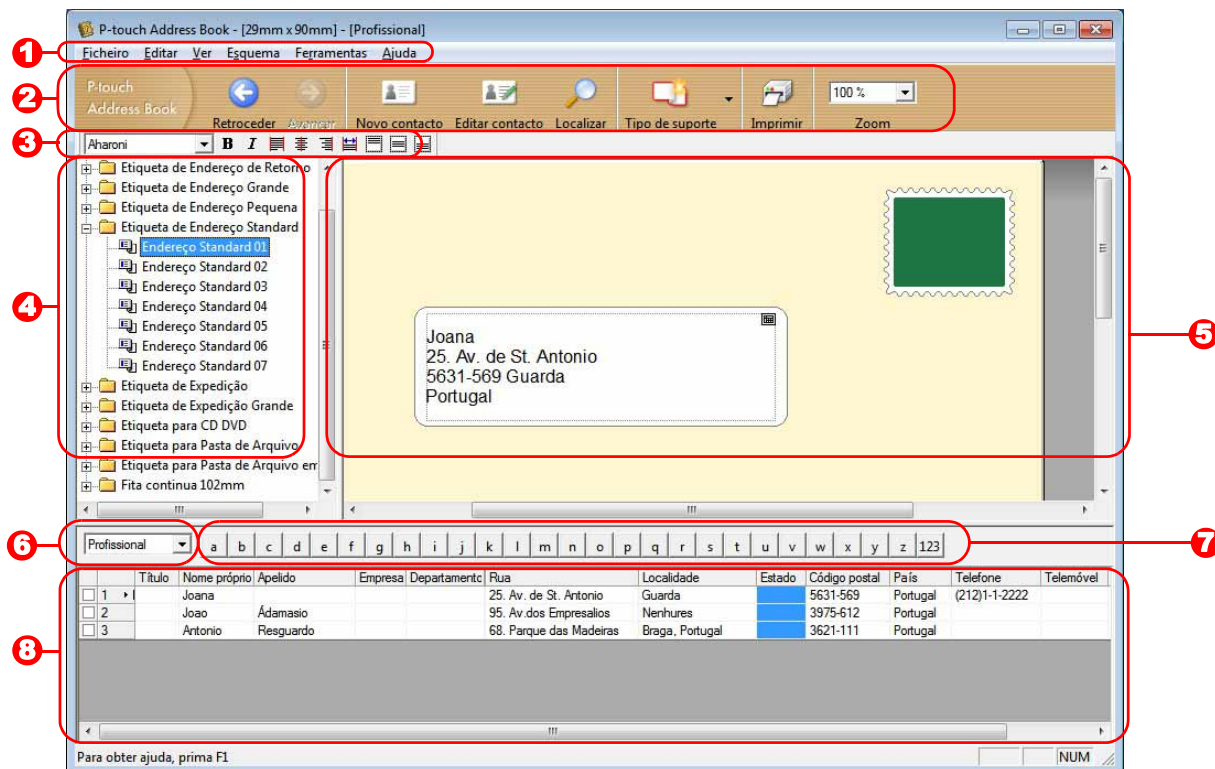 P-touch Address Book - [29mm x 90mm] - [Profissional]
1
Ficheiro Editar Ver Esquema Ferramentas Ajuda
2
P-touch
Address Book
Retroceder Avançar Novo contacto Editar contacto Localizar Tipo de suporte Imprimir 100 % Zoom
3
Aharoni B I
4
Etiqueta de Endereço de Retorno
Etiqueta de Endereço Grande
Etiqueta de Endereço Pequena
Etiqueta de Endereço Standard
Endereço Standard 01
Endereço Standard 02
Endereço Standard 03
Endereço Standard 04
Endereço Standard 05
Endereço Standard 06
Endereço Standard 07
Etiqueta de Expedição
Etiqueta de Expedição Grande
Etiqueta para CD DVD
Etiqueta para Pasta de Arquivo
Etiqueta para Pasta de Arquivo em
Fita continua 102mm
5
Joana
25. Av. de St. Antonio
5631-569 Guarda
Portugal
6
Profissional
a b c d e f g h i j k l m n o p q r s t u v w x y z 123
7
8
Título Nome próprio Apelido Empresa Departamento Rua Localidade Estado Código postal País Telefone Telemóvel
1 Joana 25. Av. de St. Antonio Guarda 5631-569 Portugal (212)1-1-2222
2 Joao Ádamasio 95. Av.dos Empresalios Nenhures 3975-612 Portugal
3 Antonio Resguardo 68. Parque das Madeiras Braga, Portugal 3621-111 Portugal
Para obter ajuda, prima F1
NUM